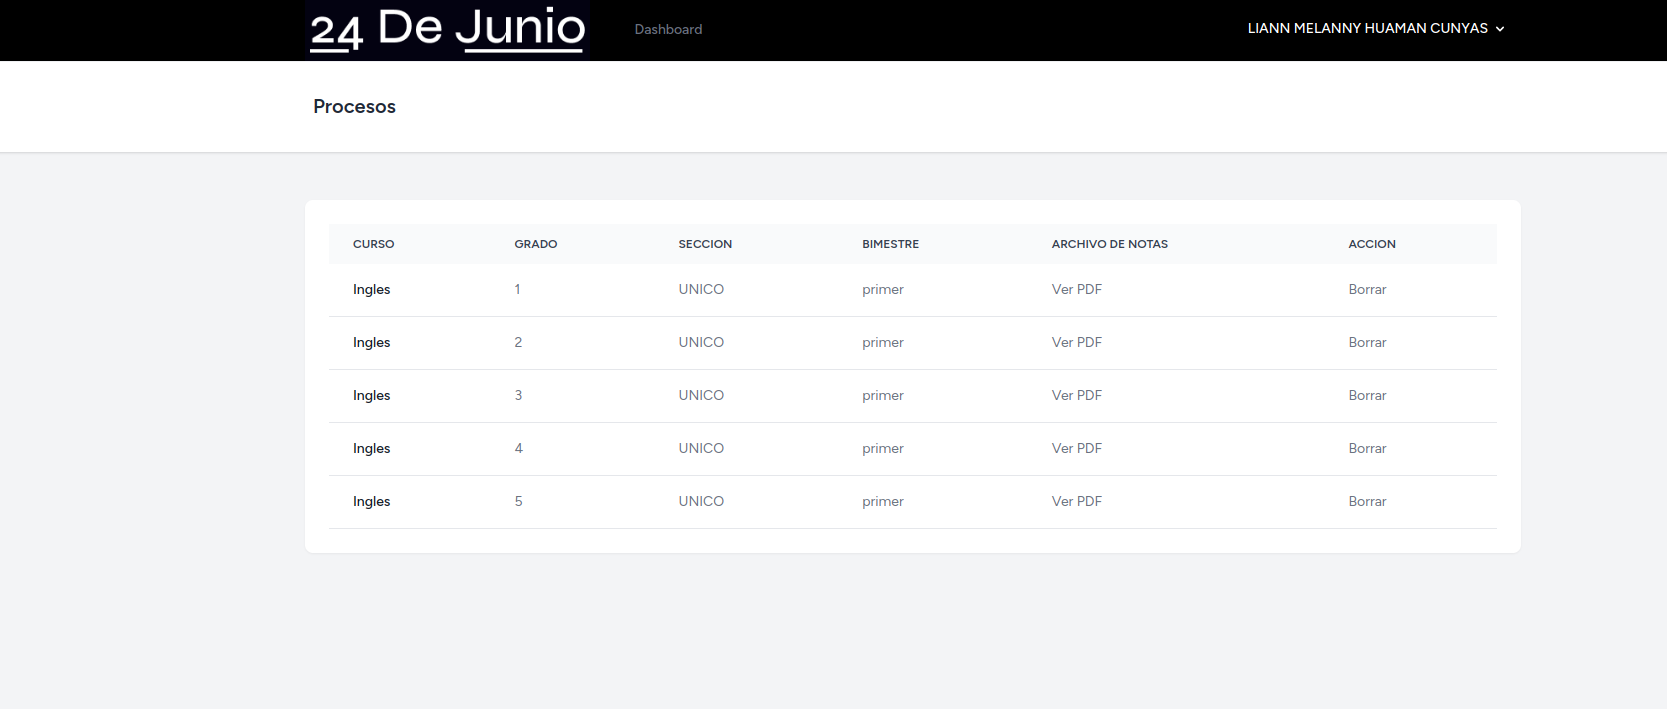 24 De Junio Dashboard LIANN MELANNY HUAMAN CUNYAS
Procesos
CURSO GRADO SECCION BIMESTRE ARCHIVO DE NOTAS ACCION
Ingles 1 UNICO primer Ver PDF Borrar
Ingles 2 UNICO primer Ver PDF Borrar
Ingles 3 UNICO primer Ver PDF Borrar
Ingles 4 UNICO primer Ver PDF Borrar
Ingles 5 UNICO primer Ver PDF Borrar